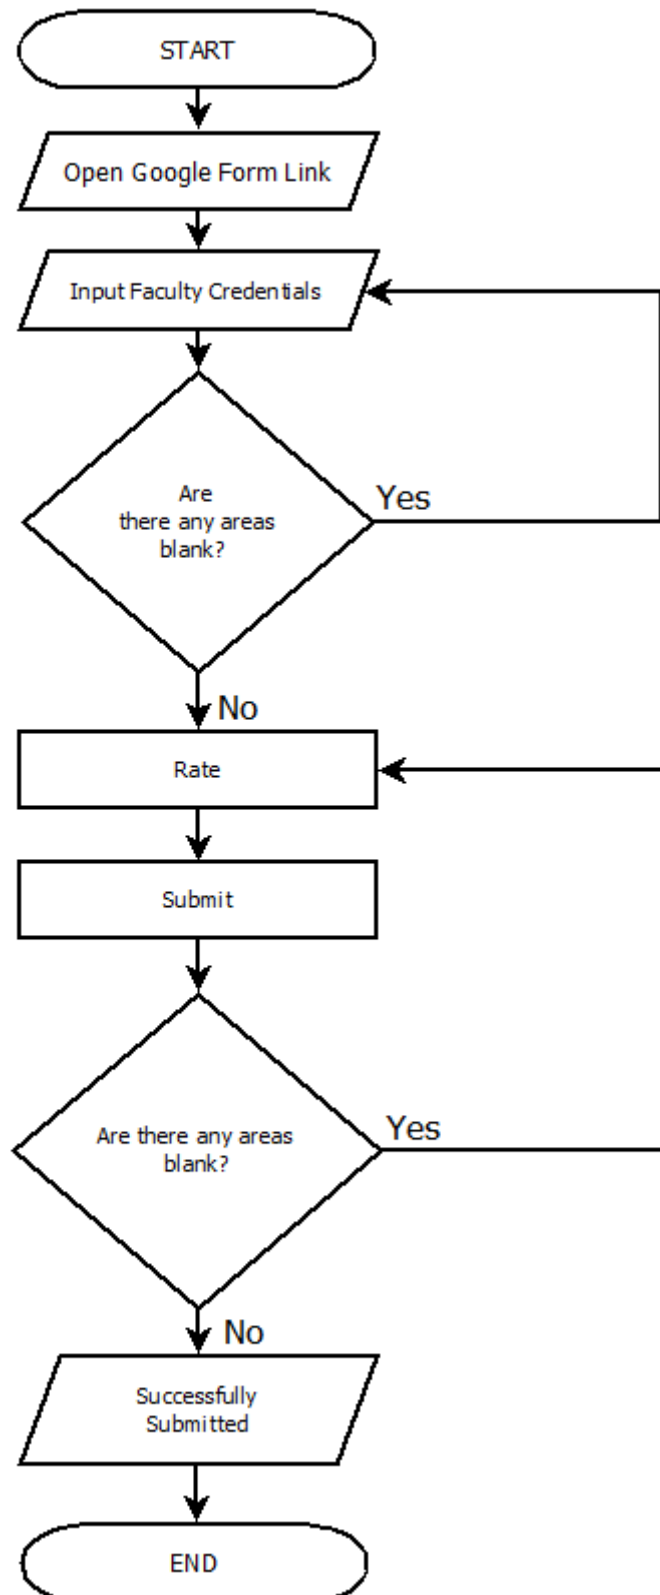 START
Open Google Form Link
Input Faculty Credentials
Are
there any areas
blank?
Yes
No
Rate
Submit
Are there any areas
blank?
Yes
No
Successfully
Submitted
END